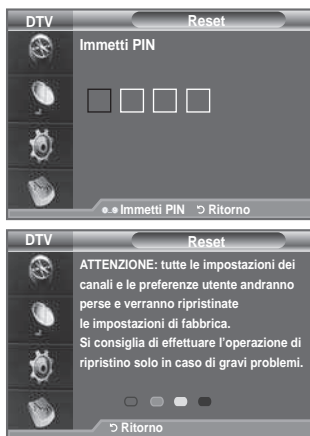 DTV Reset
Immetti PIN
Immetti PIN Ritorno
DTV Reset
ATTENZIONE: tutte le impostazioni dei
canali e le preferenze utente andranno
perse e verranno ripristinate
le impostazioni di fabbrica.
Si consiglia di effettuare l'operazione di
ripristino solo in caso di gravi problemi.
Ritorno